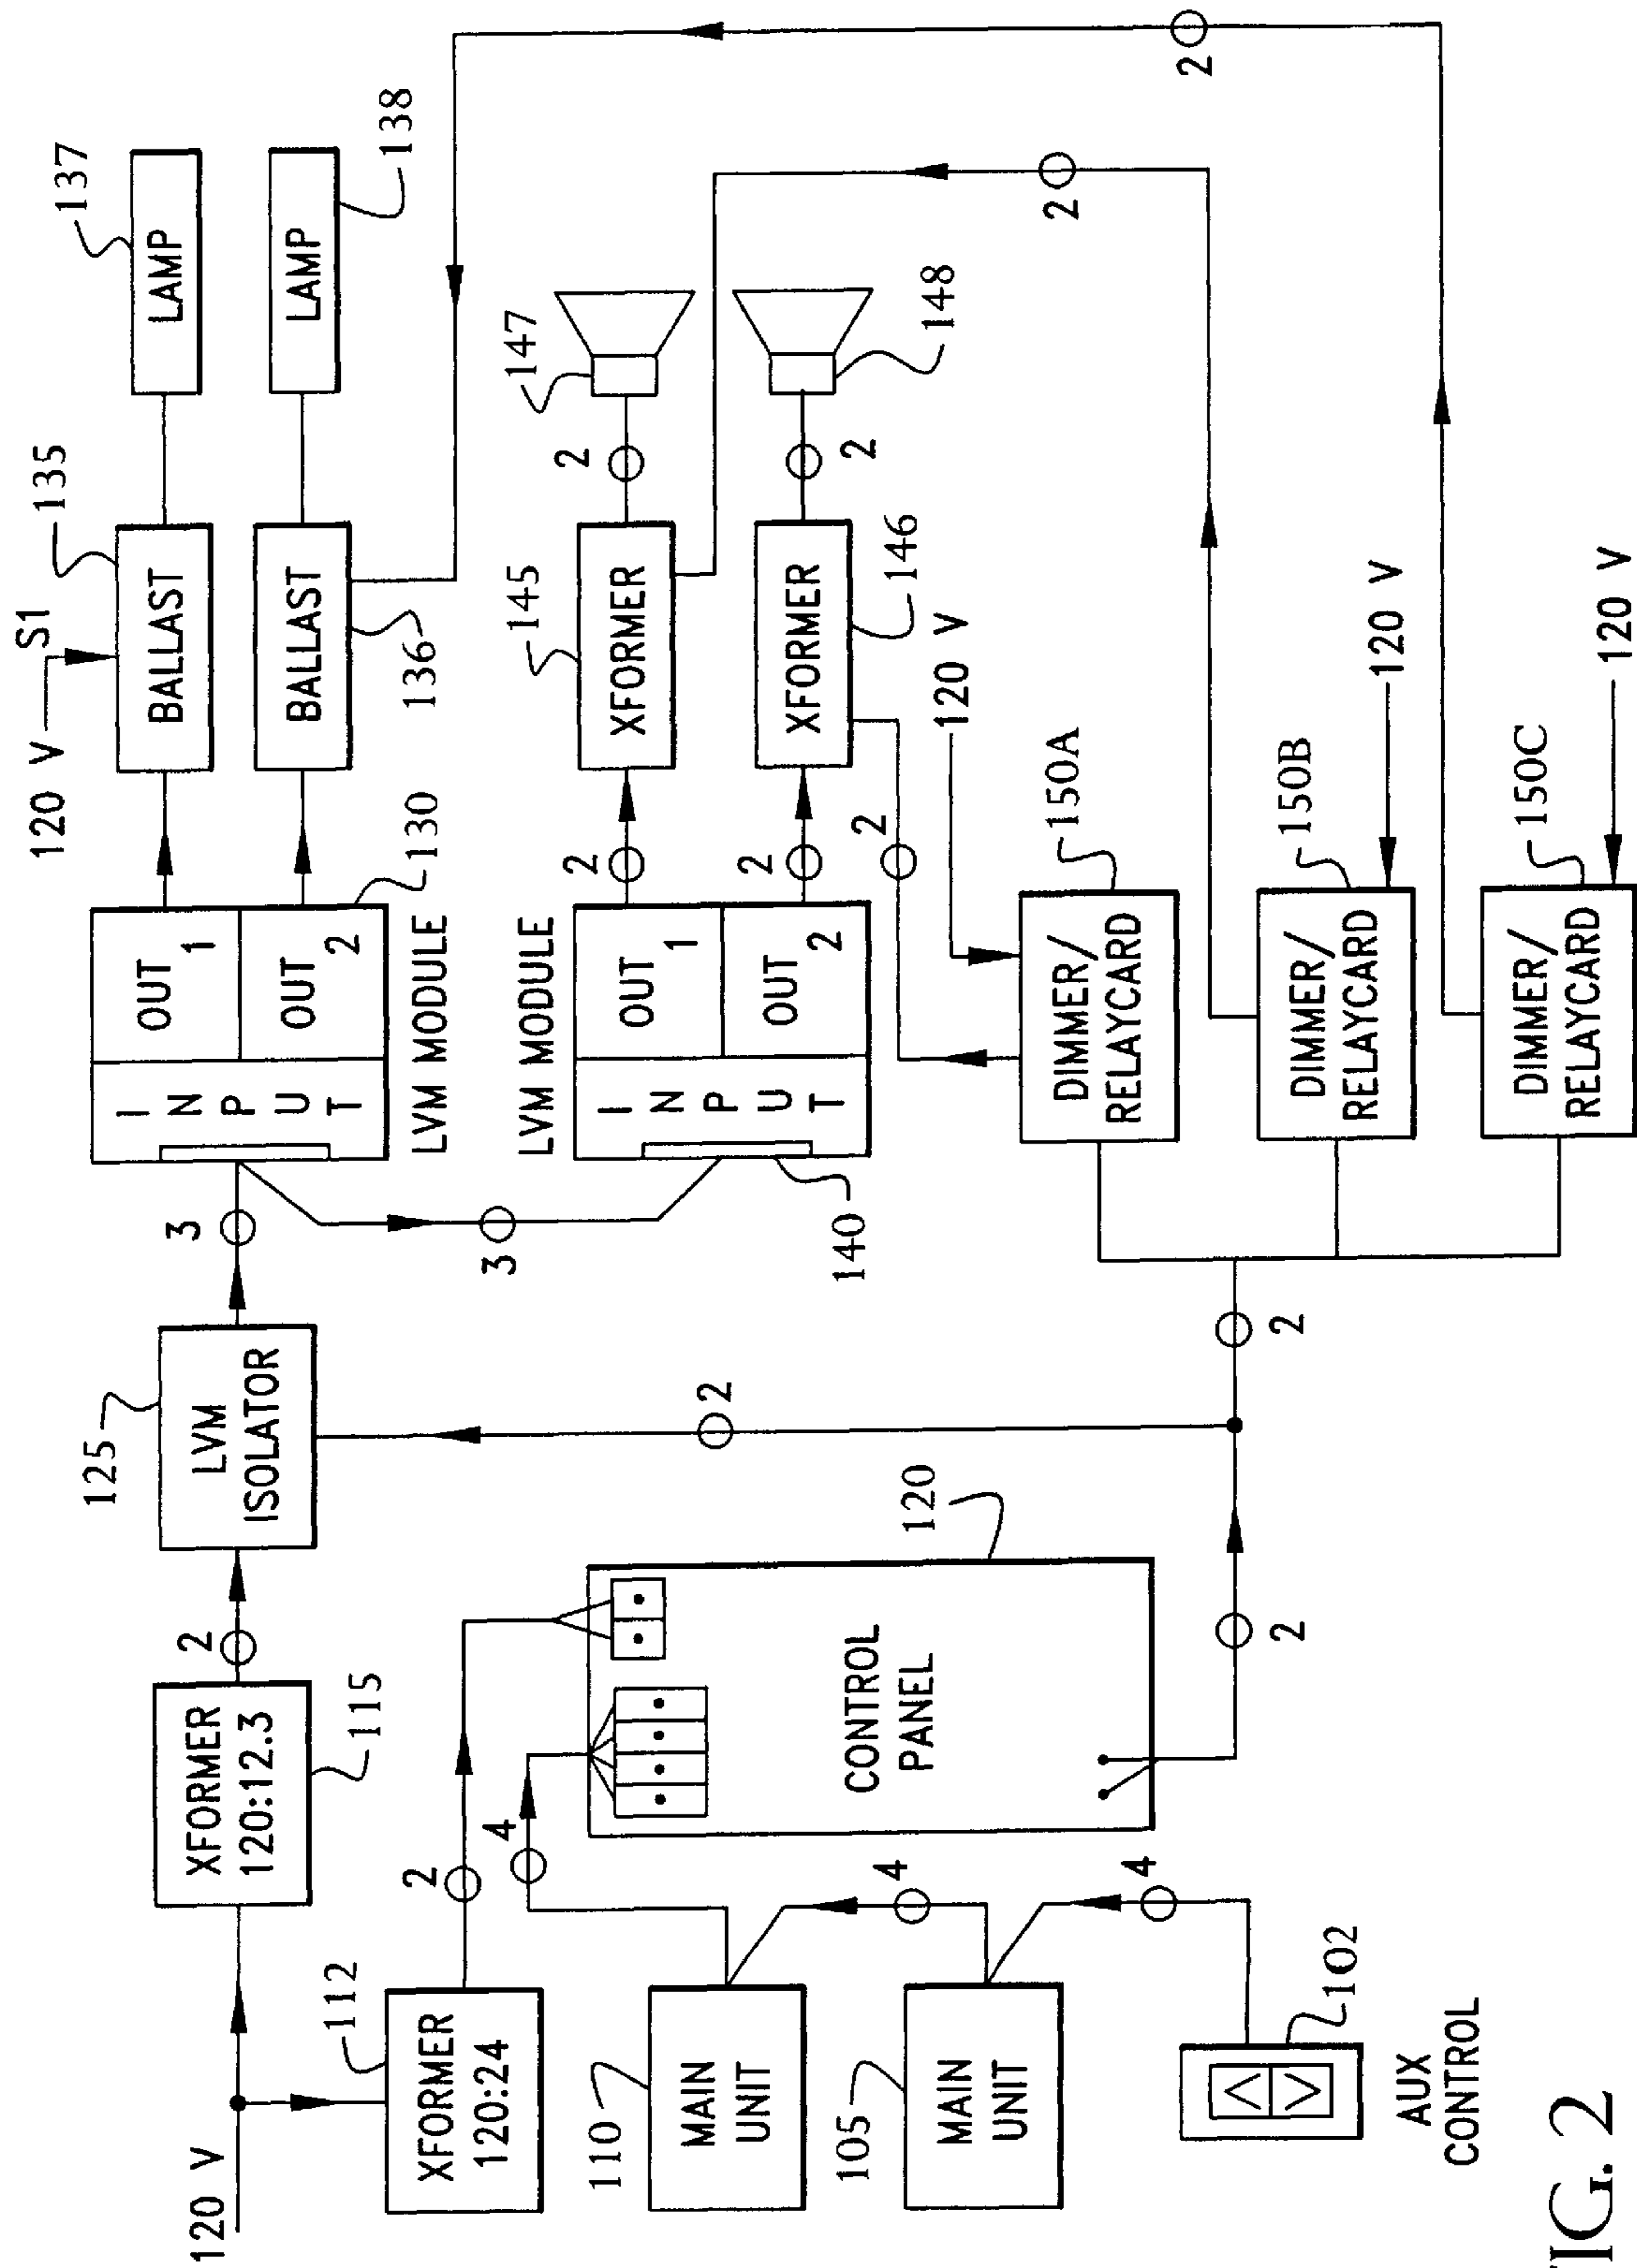 120 V
XFORMER
120:12.3
115
2
LVM
ISOLATOR
125
3
I
N
P
U
T
OUT
1
OUT
2
130
LVM MODULE
120 V
S1
BALLAST
135
LAMP
137
BALLAST
136
LAMP
138
XFORMER
120:24
112
2
4
MAIN
UNIT
110
4
MAIN
UNIT
105
4
102
AUX
CONTROL
CONTROL
PANEL
120
2
2
2
3
LVM MODULE
I
N
P
U
T
140
OUT
1
OUT
2
2
2
XFORMER
145
2
147
XFORMER
146
2
148
2
120 V
DIMMER/
RELAYCARD
150A
DIMMER/
RELAYCARD
150B
120 V
2
DIMMER/
RELAYCARD
150C
120 V
2
FIG. 2